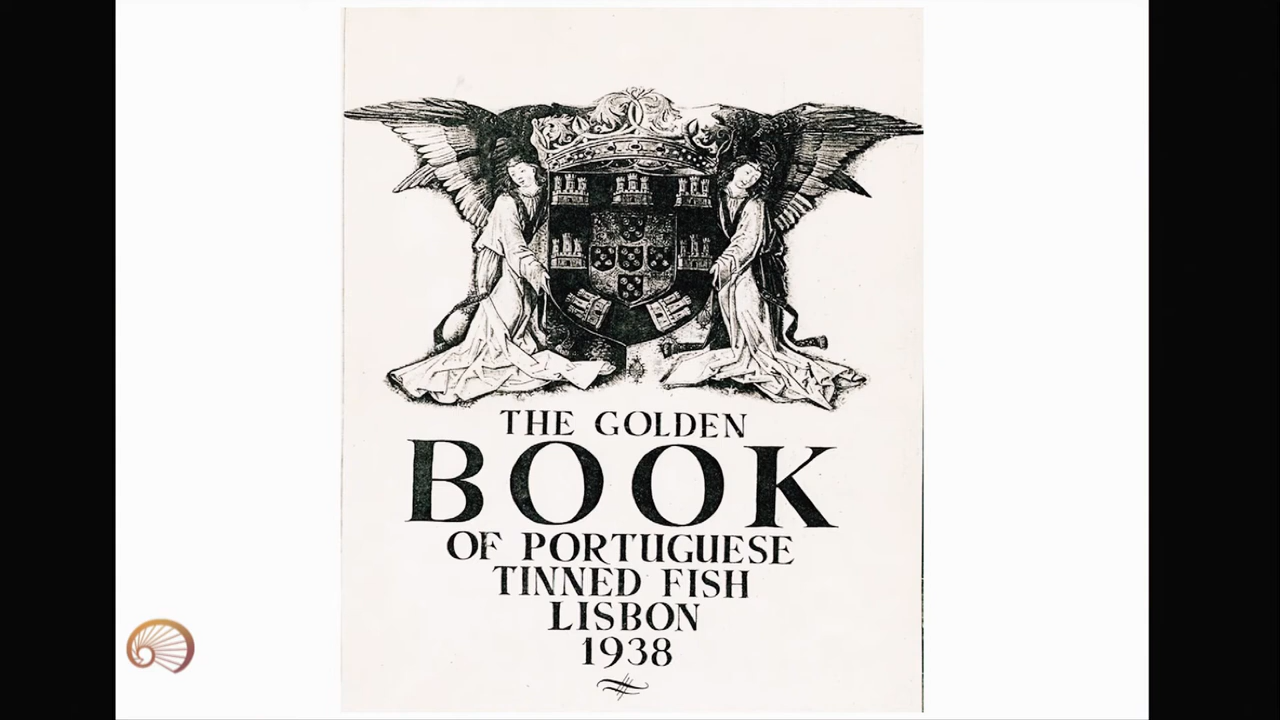 THE GOLDEN
BOOK
OF PORTUGUESE
TINNED FISH
LISBON
1938